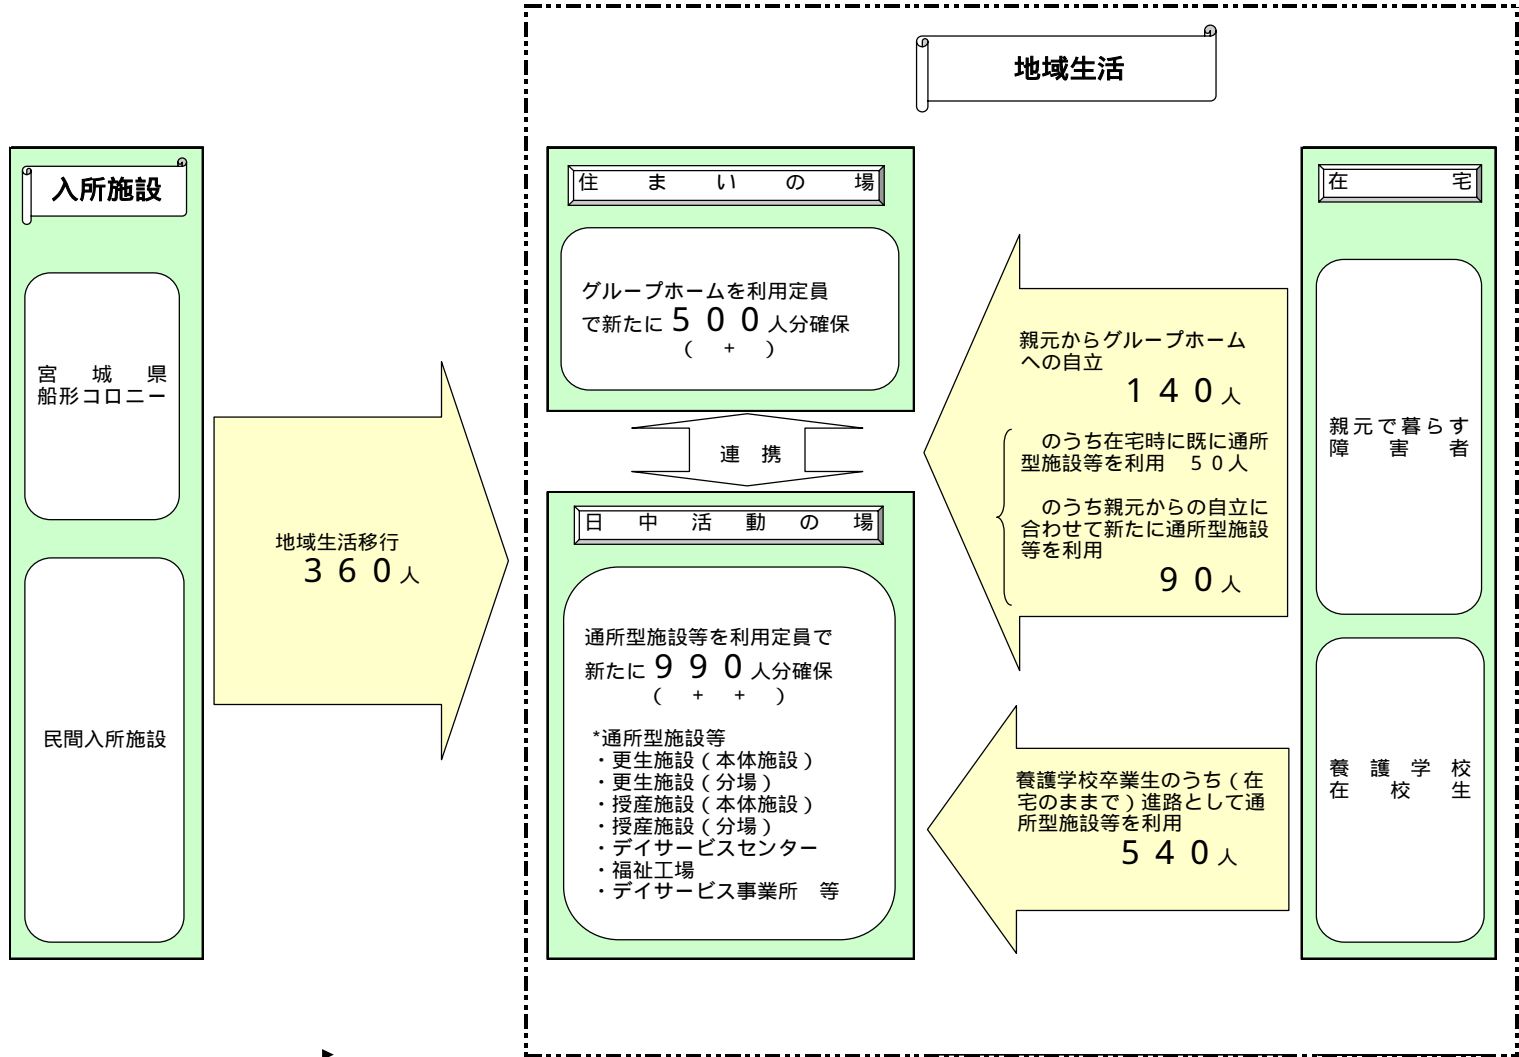 地域生活
入所施設
宮城県
船形コロニー
民間入所施設
地域生活移行
360人
住まいの場
グループホームを利用定員
で新たに500人分確保
(　+　)
連携
日中活動の場
通所型施設等を利用定員で
新たに990人分確保
(　+　+　)
*通所型施設等
・更生施設(本体施設)
・更生施設(分場)
・授産施設(本体施設)
・授産施設(分場)
・デイサービスセンター
・福祉工場
・デイサービス事業所　等
親元からグループホーム
への自立
140人
のうち在宅時に既に通所
型施設等を利用　50人
のうち親元からの自立に
合わせて新たに通所型施設
等を利用
90人
養護学校卒業生のうち(在
宅のままで)進路として通
所型施設等を利用
540人
在宅
親元で暮らす
障害者
養護学校
在校生